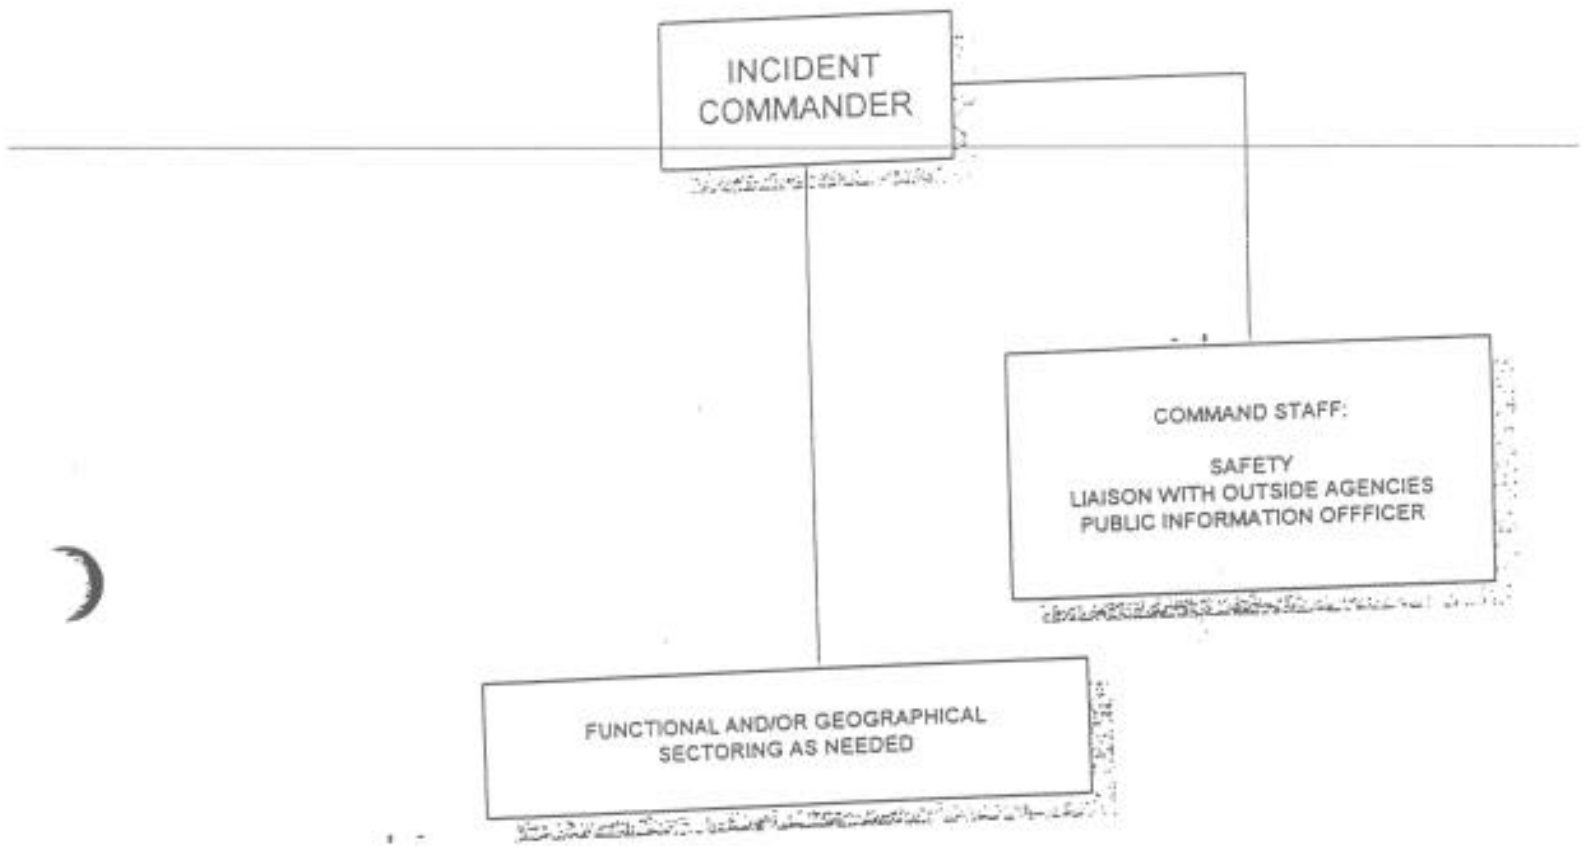 INCIDENT
COMMANDER
COMMAND STAFF:
SAFETY
LIAISON WITH OUTSIDE AGENCIES
PUBLIC INFORMATION OFFFICER
FUNCTIONAL AND/OR GEOGRAPHICAL
SECTORING AS NEEDED